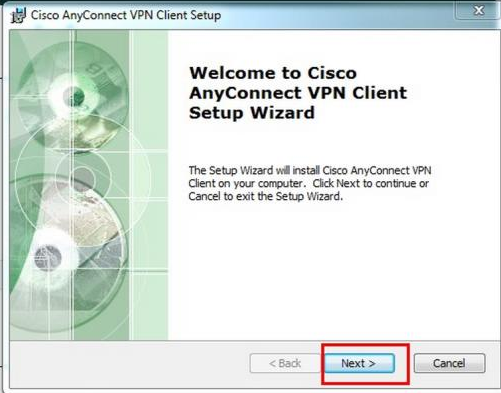 Cisco AnyConnect VPN Client Setup
Welcome to Cisco
AnyConnect VPN Client
Setup Wizard
The Setup Wizard will install Cisco AnyConnect VPN
Client on your computer. Click Next to continue or
Cancel to exit the Setup Wizard.
< Back Next > Cancel